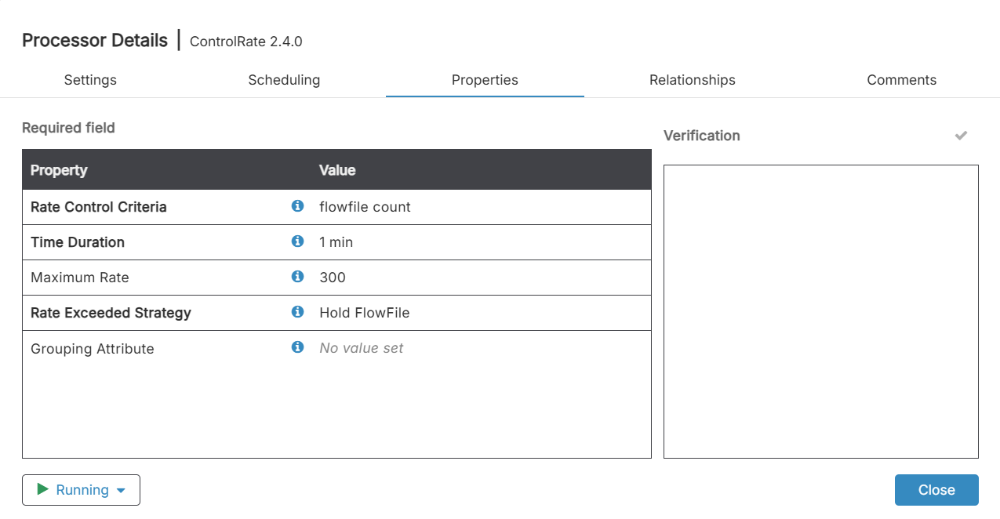 Processor Details | ControlRate 2.4.0
Settings Scheduling Properties Relationships Comments
Required field
Verification
Property Value
Rate Control Criteria flowfile count
Time Duration 1 min
Maximum Rate 300
Rate Exceeded Strategy Hold FlowFile
Grouping Attribute No value set
Running
Close